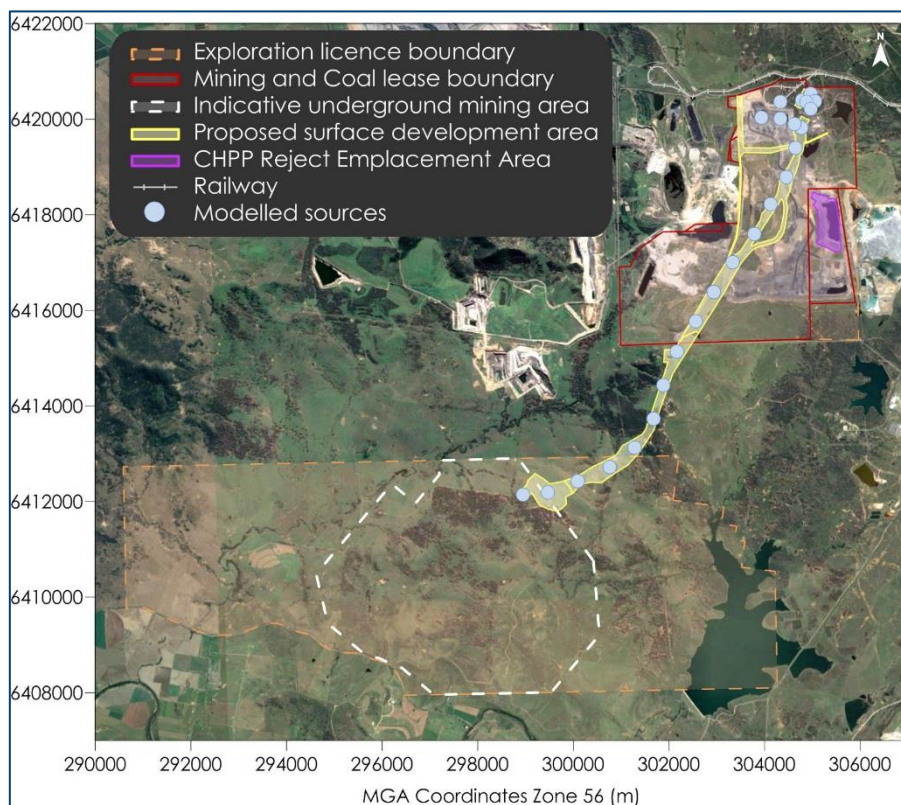 6422000
6420000
6418000
6416000
6414000
6412000
6410000
6408000
Exploration licence boundary
Mining and Coal lease boundary
Indicative underground mining area
Proposed surface development area
CHPP Reject Emplacement Area
Railway
Modelled sources
N
290000 292000 294000 296000 298000 300000 302000 304000 306000
MGA Coordinates Zone 56 (m)